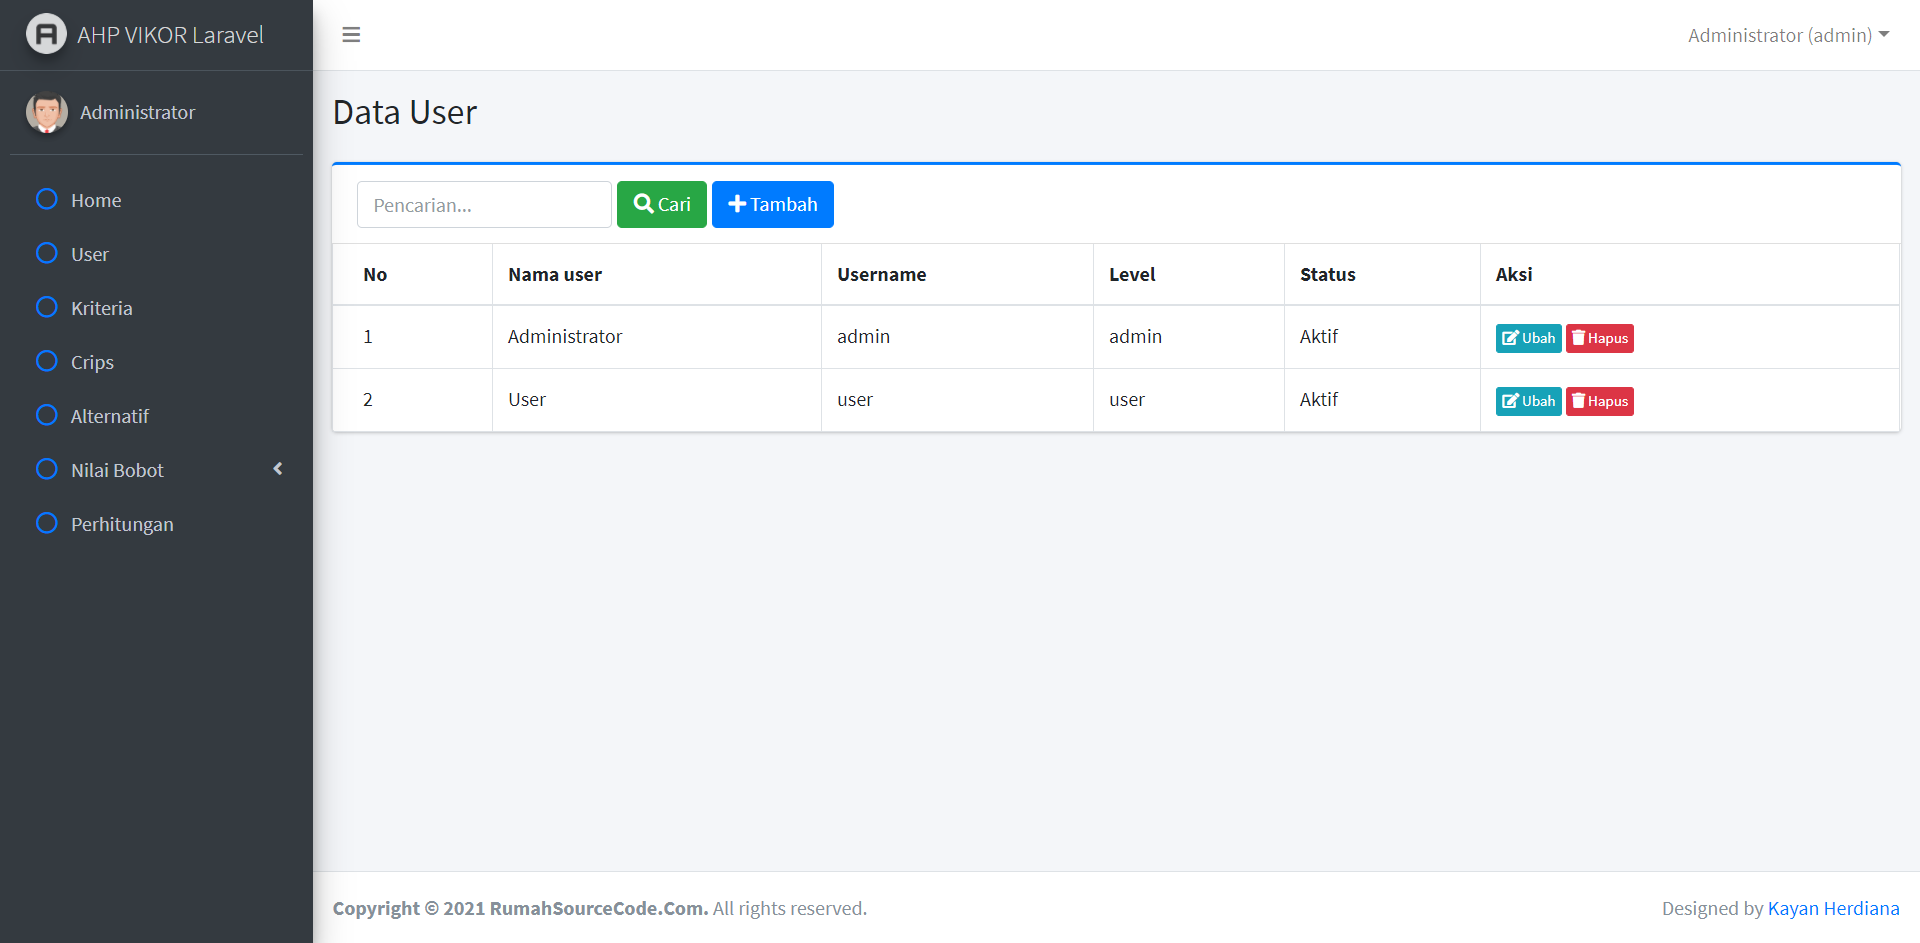 AHP VIKOR Laravel
Administrator (admin)
Administrator
Home
User
Kriteria
Crips
Alternatif
Nilai Bobot
Perhitungan
Data User
Pencarian... Cari Tambah
No Nama user Username Level Status Aksi
1 Administrator admin admin Aktif Ubah Hapus
2 User user user Aktif Ubah Hapus
Copyright © 2021 RumahSourceCode.Com. All rights reserved.
Designed by Kayan Herdiana